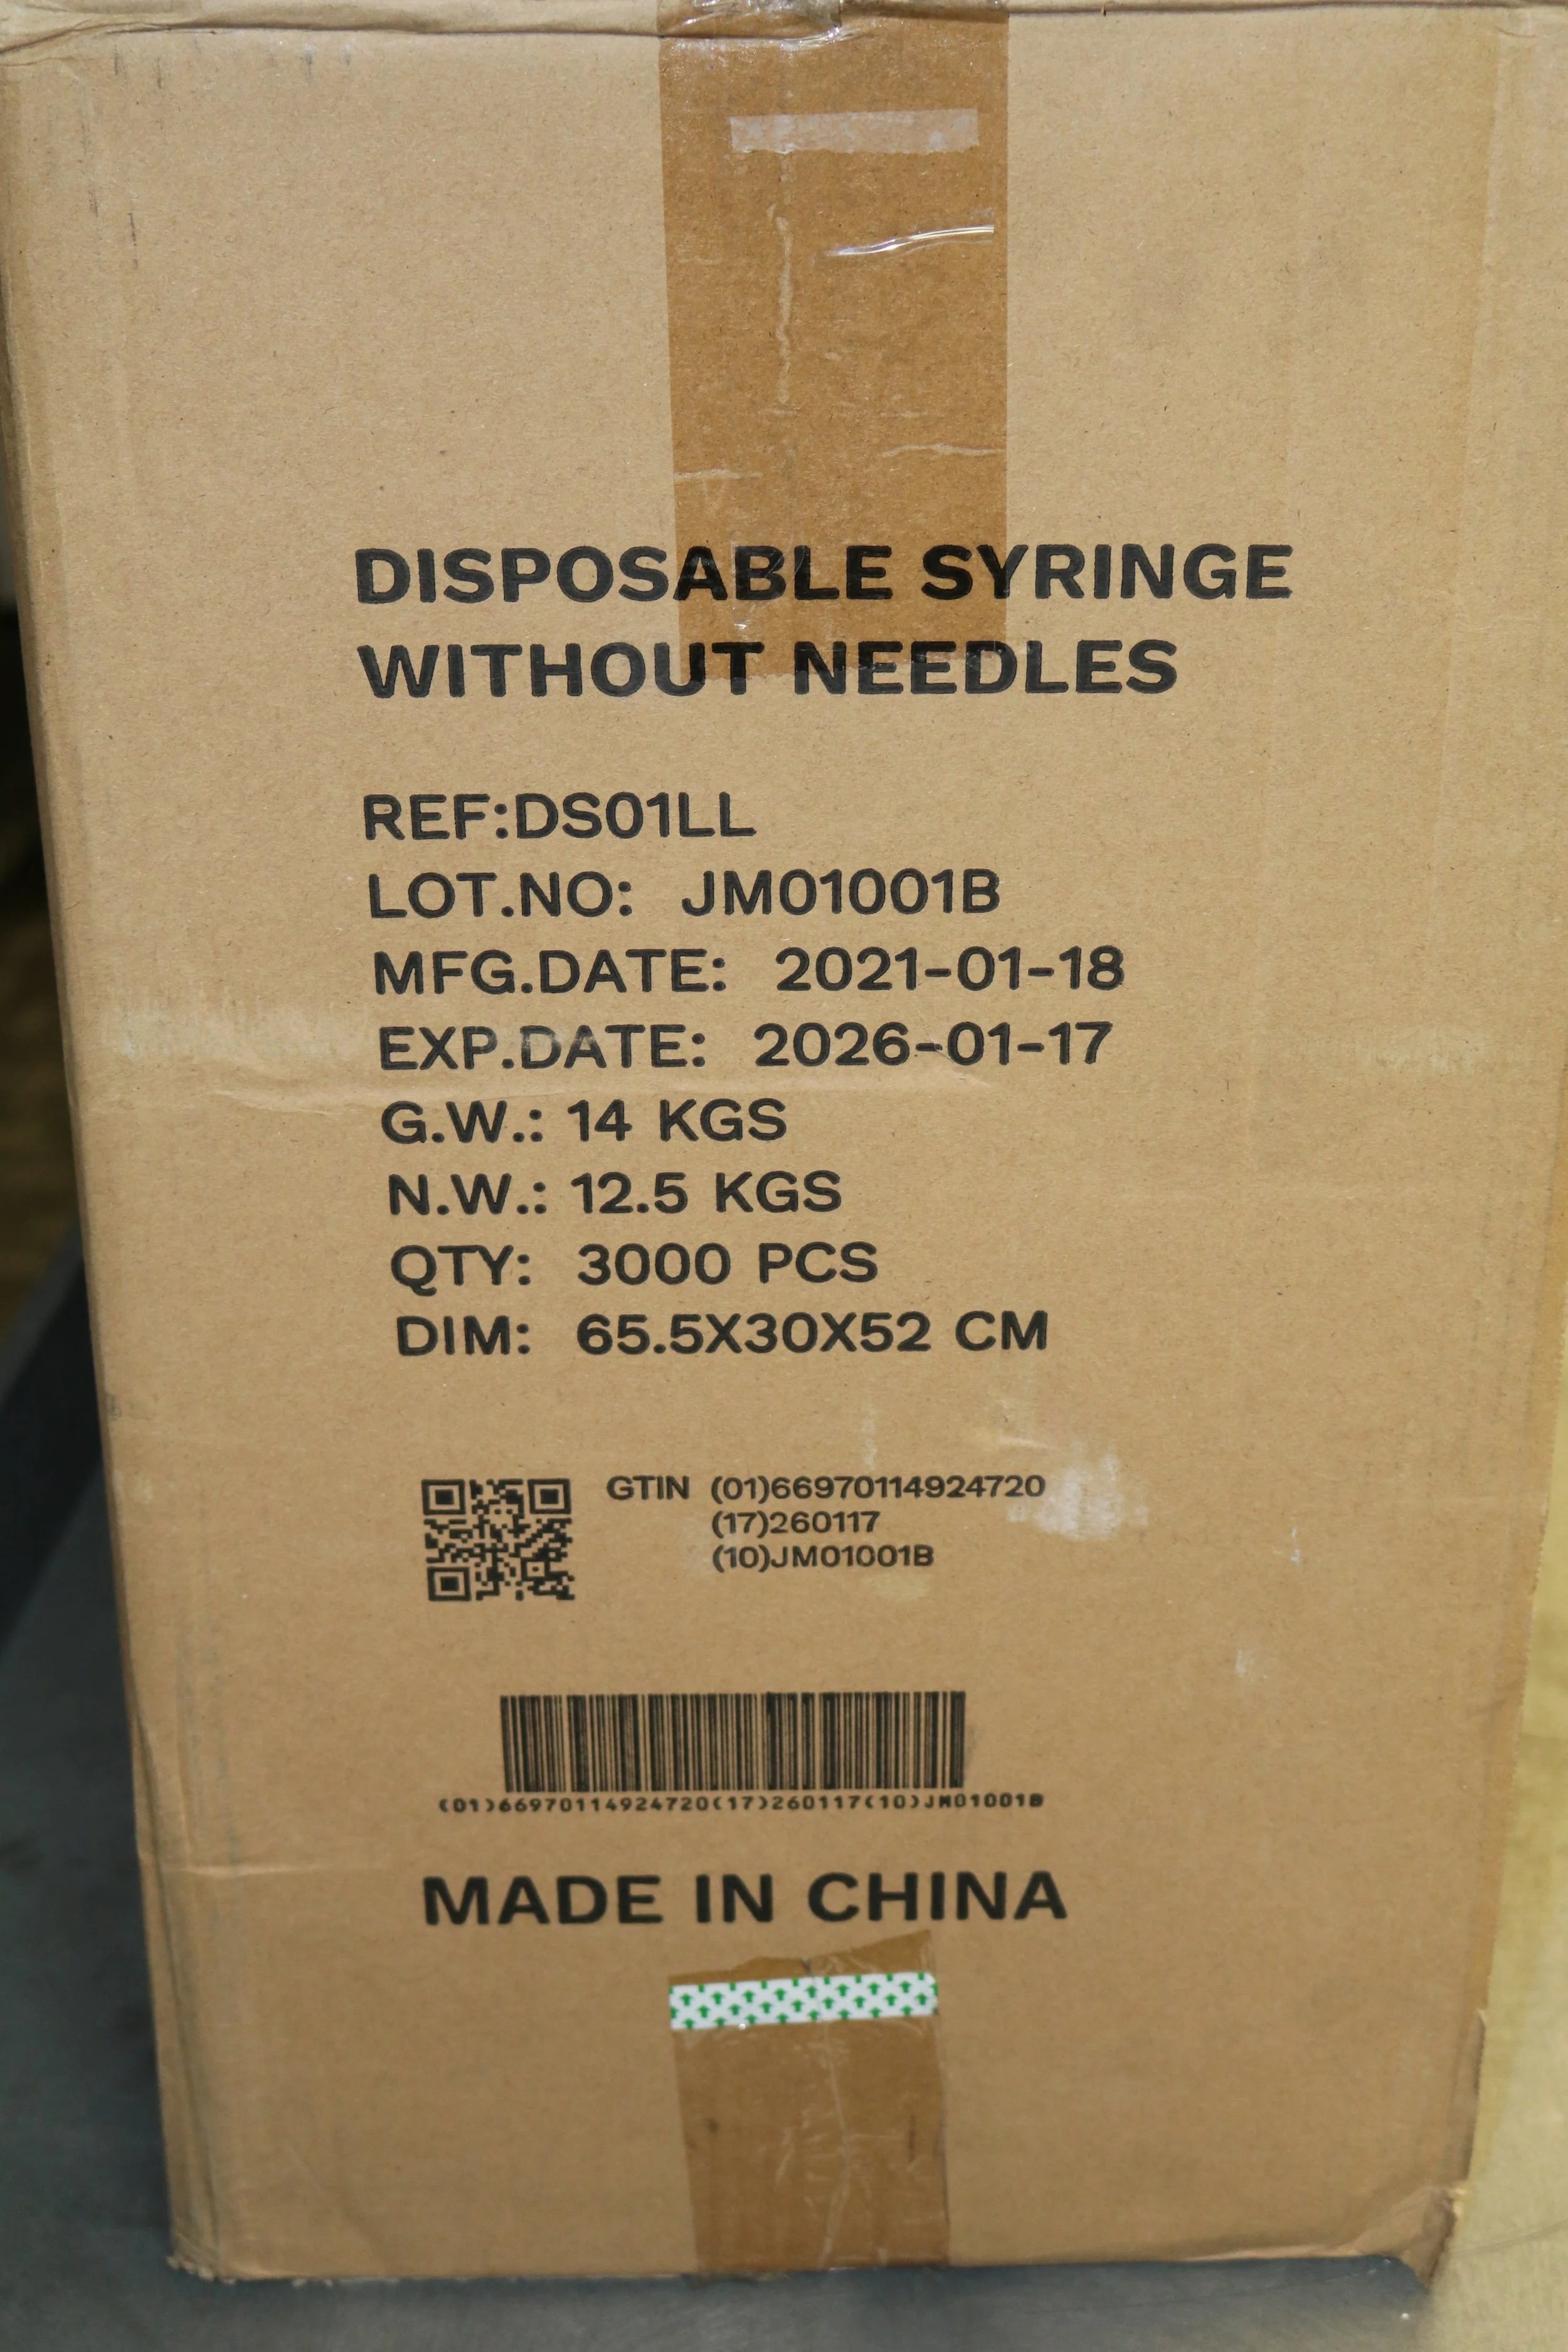 DISPOSABLE SYRINGE
WITHOUT NEEDLES
REF:DS01LL
LOT.NO: JM01001B
MFG.DATE: 2021-01-18
EXP.DATE: 2026-01-17
G.W.: 14 KGS
N.W.: 12.5 KGS
QTY: 3000 PCS
DIM: 65.5X30X52 CM
GTIN (01)66970114924720
(17)260117
(10)JM01001B
(01)66970114924720(17)260117(10)JM01001B
MADE IN CHINA